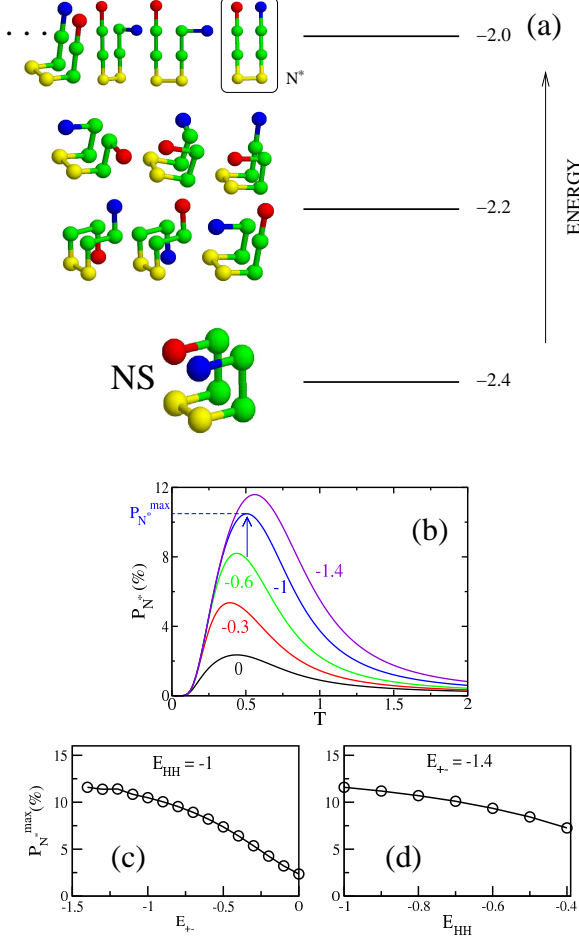 (a)
−2.0
N*
ENERGY
−2.2
NS
−2.4
12
8
4
0
P_N*^max
P_N*(%)
(b)
-1.4
-1
-0.6
-0.3
0
0 0.5 1 1.5 2
T
15
10
5
0
P_N*^max(%)
E_HH = -1
(c)
-1.5 -1 -0.5 0
E_+-
15
10
5
0
E_+- = -1.4
(d)
-1 -0.8 -0.6 -0.4
E_HH